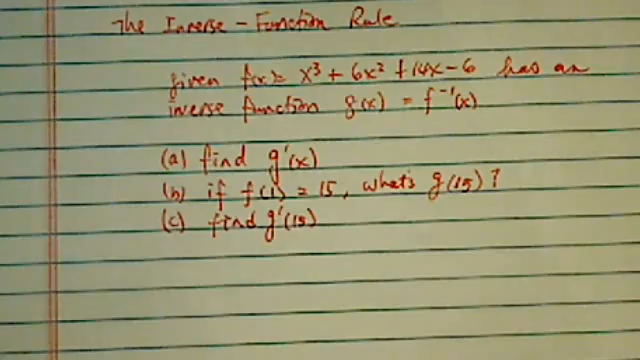 The Inverse - Function Rule
given f(x) = x³ + 6x² + 14x - 6 has an
inverse function g(x) = f⁻¹(x)
(a) find g'(x)
(b) if f(1) = 15, what's g(15)?
(c) find g'(15)